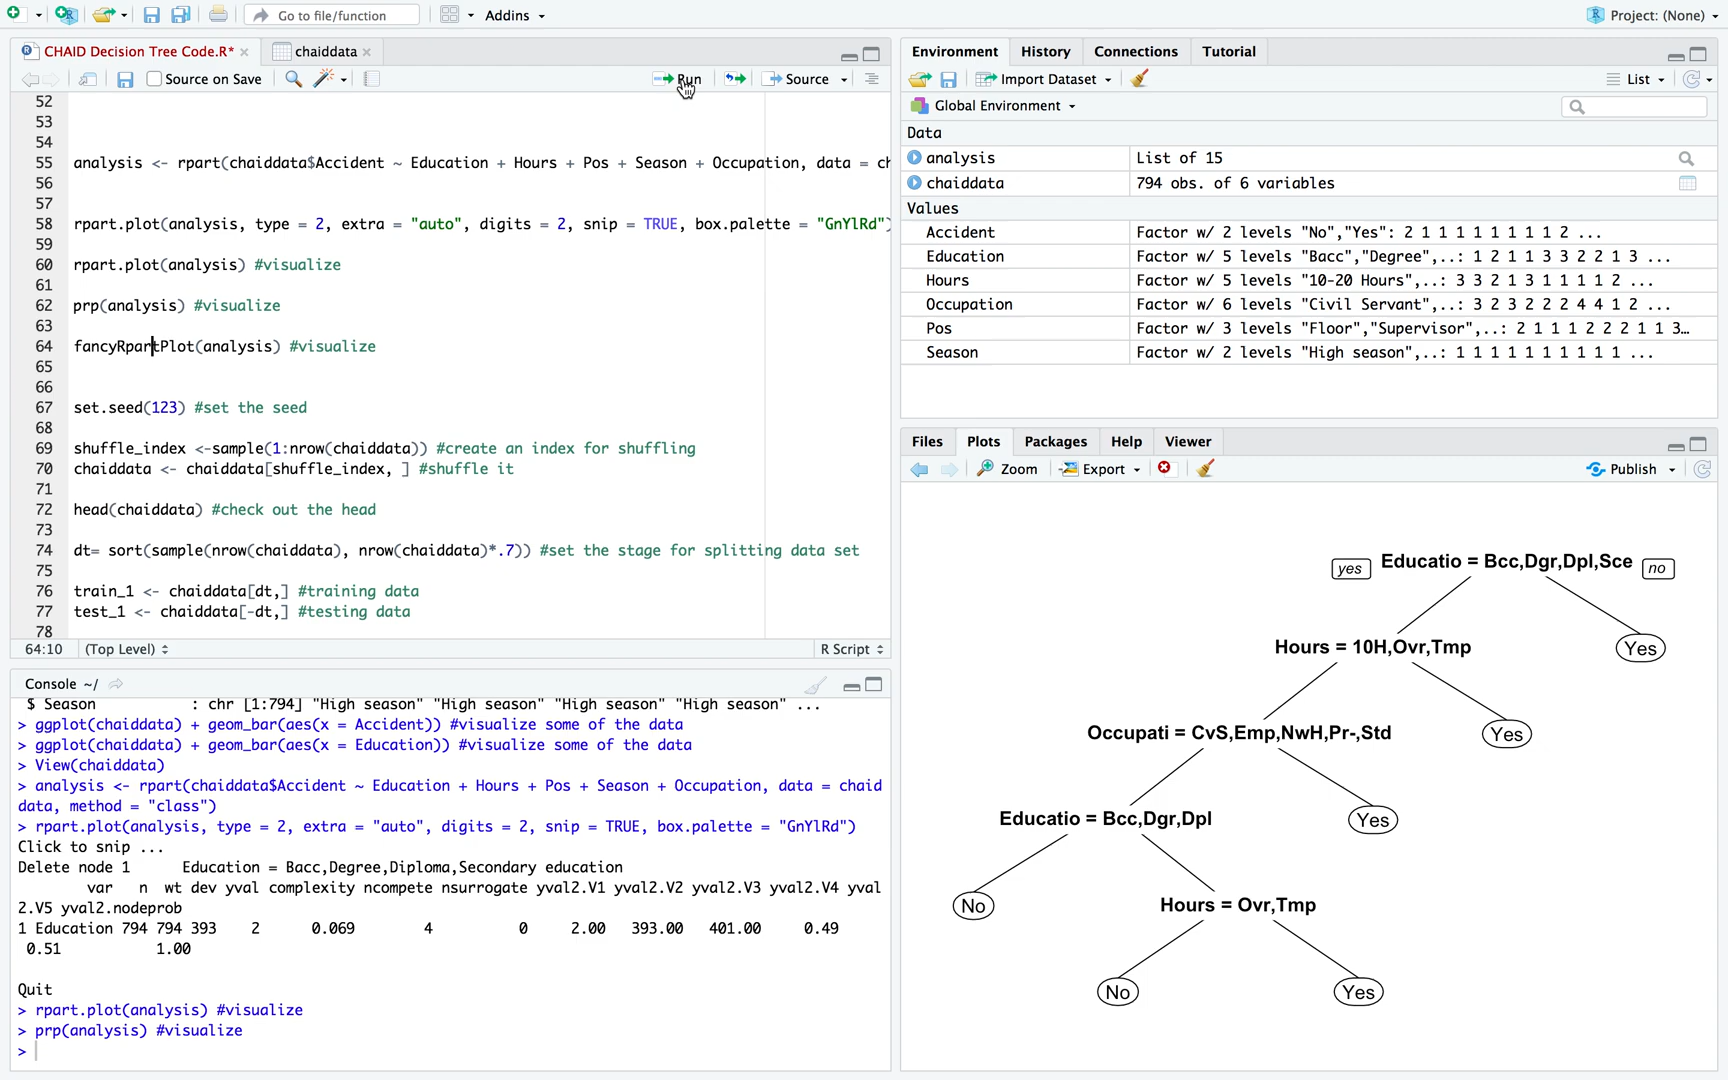 Go to file/function
Addins
Project: (None)
CHAID Decision Tree Code.R*
chaiddata
Source on Save
Run
Source
52
53
54
55 analysis <- rpart(chaiddata$Accident ~ Education + Hours + Pos + Season + Occupation, data = ch
56
57
58 rpart.plot(analysis, type = 2, extra = "auto", digits = 2, snip = TRUE, box.palette = "GnYlRd")
59
60 rpart.plot(analysis) #visualize
61
62 prp(analysis) #visualize
63
64 fancyRpartPlot(analysis) #visualize
65
66
67 set.seed(123) #set the seed
68
69 shuffle_index <-sample(1:nrow(chaiddata)) #create an index for shuffling
70 chaiddata <- chaiddata[shuffle_index, ] #shuffle it
71
72 head(chaiddata) #check out the head
73
74 dt= sort(sample(nrow(chaiddata), nrow(chaiddata)*.7)) #set the stage for splitting data set
75
76 train_1 <- chaiddata[dt,] #training data
77 test_1 <- chaiddata[-dt,] #testing data
78
64:10 (Top Level) R Script
Console ~/
$ Season : chr [1:794] "High season" "High season" "High season" "High season" ...
> ggplot(chaiddata) + geom_bar(aes(x = Accident)) #visualize some of the data
> ggplot(chaiddata) + geom_bar(aes(x = Education)) #visualize some of the data
> View(chaiddata)
> analysis <- rpart(chaiddata$Accident ~ Education + Hours + Pos + Season + Occupation, data = chaid
data, method = "class")
> rpart.plot(analysis, type = 2, extra = "auto", digits = 2, snip = TRUE, box.palette = "GnYlRd")
Click to snip ...
Delete node 1 Education = Bacc,Degree,Diploma,Secondary education
var n wt dev yval complexity ncompete nsurrogate yval2.V1 yval2.V2 yval2.V3 yval2.V4 yval
2.V5 yval2.nodeprob
1 Education 794 794 393 2 0.069 4 0 2.00 393.00 401.00 0.49
0.51 1.00
Quit
> rpart.plot(analysis) #visualize
> prp(analysis) #visualize
>
Environment History Connections Tutorial
Import Dataset
List
Global Environment
Data
analysis List of 15
chaiddata 794 obs. of 6 variables
Values
Accident Factor w/ 2 levels "No","Yes": 2 1 1 1 1 1 1 1 1 2 ...
Education Factor w/ 5 levels "Bacc","Degree",..: 1 2 1 1 3 3 2 2 1 3 ...
Hours Factor w/ 5 levels "10-20 Hours",..: 3 3 2 1 3 1 1 1 1 2 ...
Occupation Factor w/ 6 levels "Civil Servant",..: 3 2 3 2 2 2 4 4 1 2 ...
Pos Factor w/ 3 levels "Floor","Supervisor",..: 2 1 1 1 2 2 2 1 1 3…
Season Factor w/ 2 levels "High season",..: 1 1 1 1 1 1 1 1 1 1 ...
Files Plots Packages Help Viewer
Zoom
Export
Publish
yes Educatio = Bcc,Dgr,Dpl,Sce no
Hours = 10H,Ovr,Tmp
Yes
Occupati = CvS,Emp,NwH,Pr-,Std
Yes
Educatio = Bcc,Dgr,Dpl
Yes
No
Hours = Ovr,Tmp
No
Yes